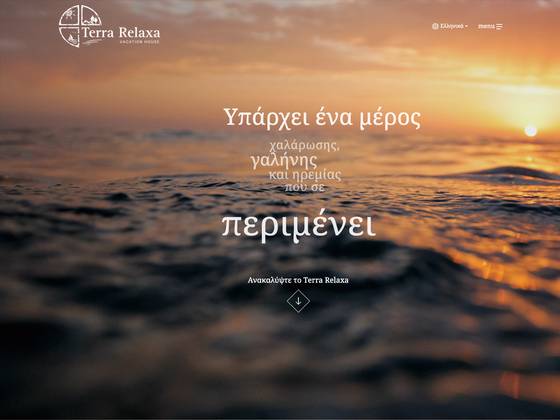 Terra Relaxa
VACATION HOUSE
Ελληνικά
menu
Υπάρχει ένα μέρος
χαλάρωσης,
γαλήνης
και ηρεμίας
που σε
περιμένει
Ανακαλύψτε το Terra Relaxa